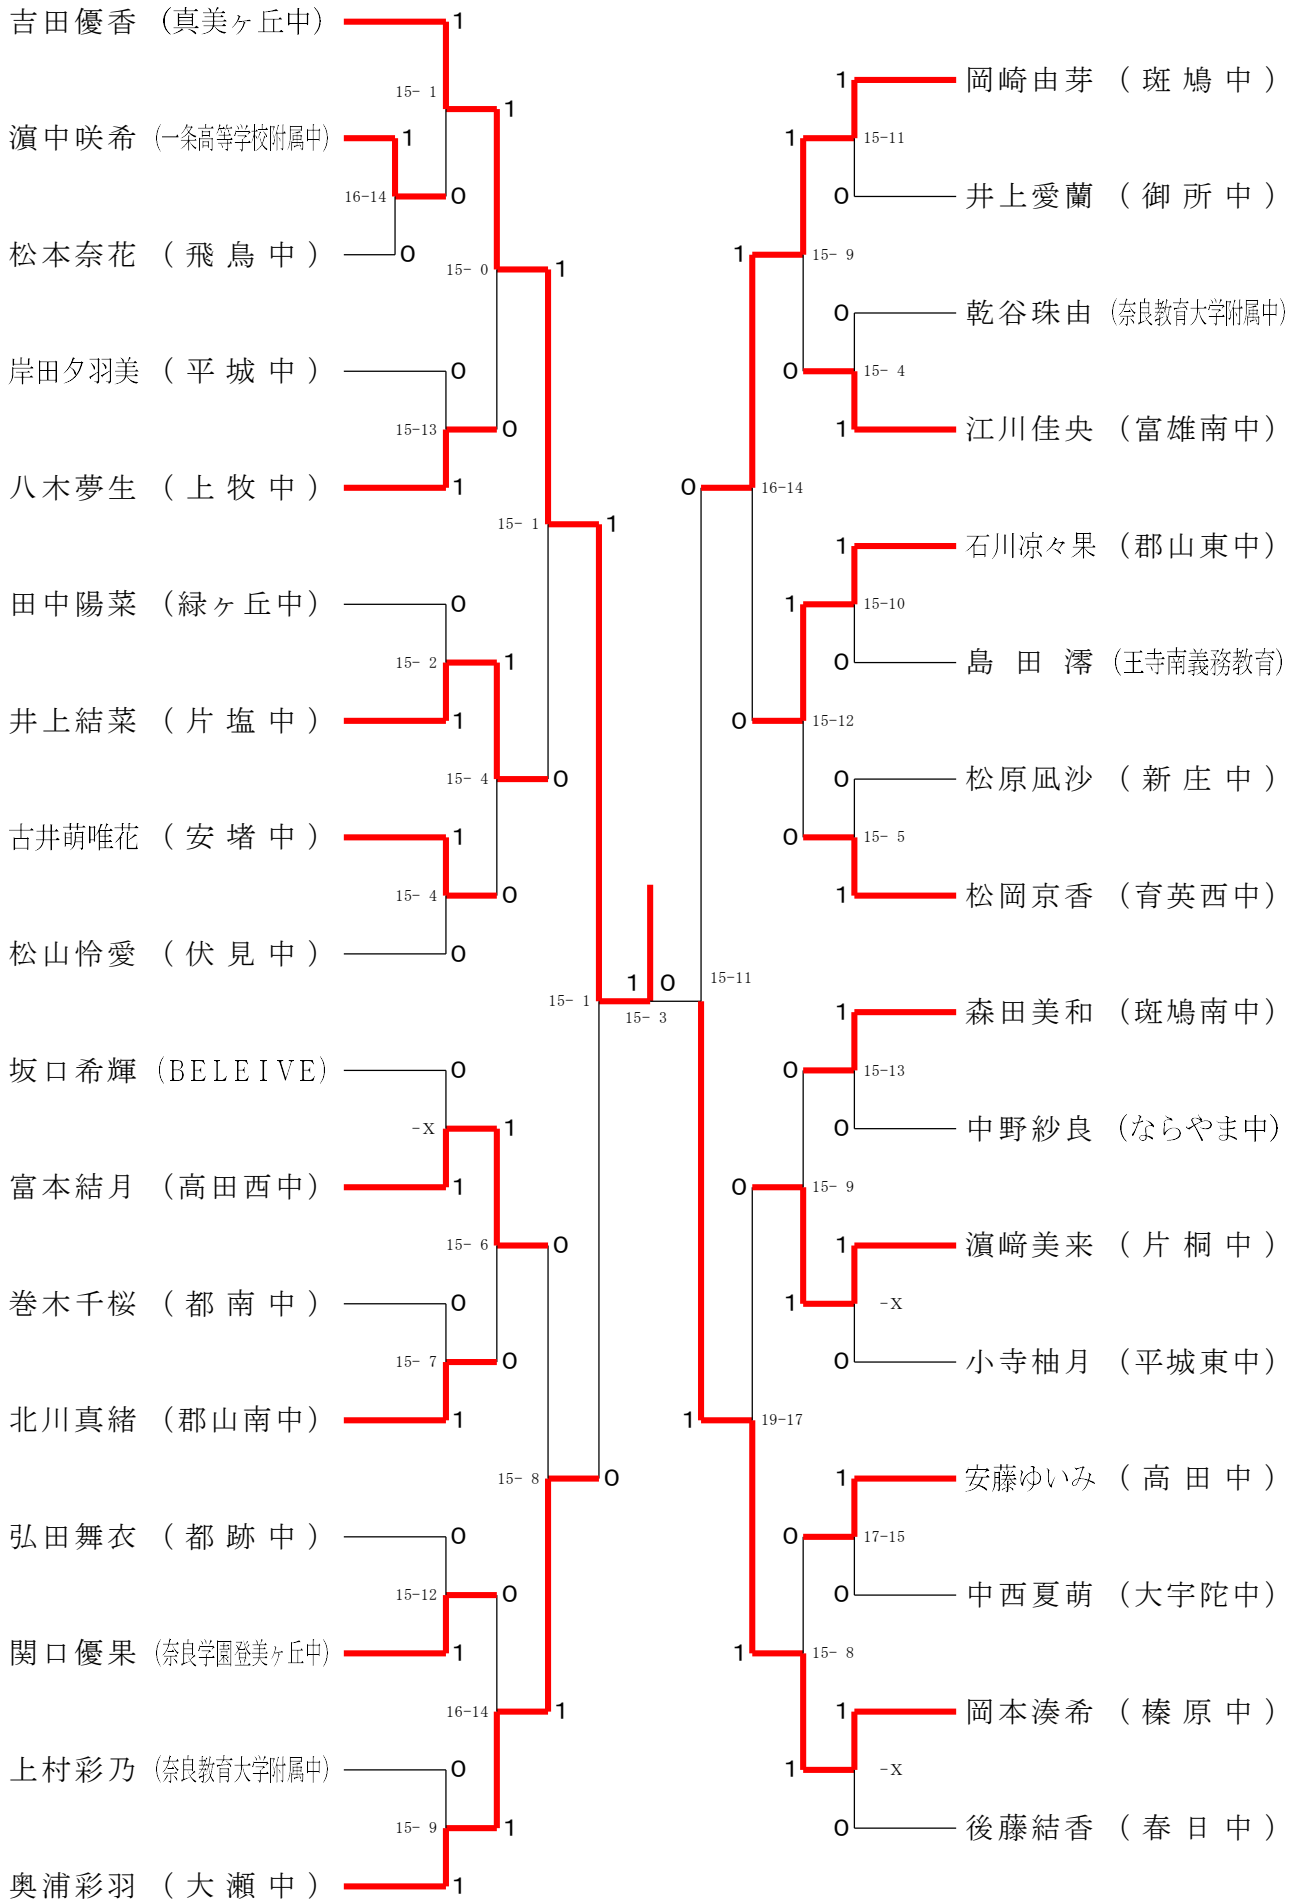 吉田優香 (真美ヶ丘中) 1
15- 1
1
濵中咲希 (一条高等学校附属中) 1
16-14
0
松本奈花 (飛鳥中) 0
15- 0
1
岸田夕羽美 (平城中) 0
15-13
0
八木夢生 (上牧中) 1
15- 1
1
田中陽菜 (緑ヶ丘中) 0
15- 2
1
井上結菜 (片塩中) 1
15- 4
0
古井萌唯花 (安堵中) 1
15- 4
0
松山怜愛 (伏見中) 0
15- 1
1 0
15- 3
坂口希輝 (BELEIVE) 0
-X
1
富本結月 (高田西中) 1
15- 6
0
巻木千桜 (都南中) 0
15- 7
0
北川真緒 (郡山南中) 1
15- 8
0
弘田舞衣 (都跡中) 0
15-12
0
関口優果 (奈良学園登美ヶ丘中) 1
16-14
1
上村彩乃 (奈良教育大学附属中) 0
15- 9
1
奥浦彩羽 (大瀬中) 1
1 岡崎由芽 (斑鳩中)
1
15-11
0 井上愛蘭 (御所中)
1
15- 9
0 乾谷珠由 (奈良教育大学附属中)
0
15- 4
1 江川佳央 (富雄南中)
0
16-14
1 石川凉々果 (郡山東中)
1
15-10
0 島田澪 (王寺南義務教育)
0
15-12
0 松原凪沙 (新庄中)
0
15- 5
1 松岡京香 (育英西中)
15-11
1 森田美和 (斑鳩南中)
0
15-13
0 中野紗良 (ならやま中)
0
15- 9
1 濵﨑美来 (片桐中)
1
-X
0 小寺柚月 (平城東中)
1
19-17
1 安藤ゆいみ (高田中)
0
17-15
0 中西夏萌 (大宇陀中)
1
15- 8
1 岡本湊希 (榛原中)
1
-X
0 後藤結香 (春日中)